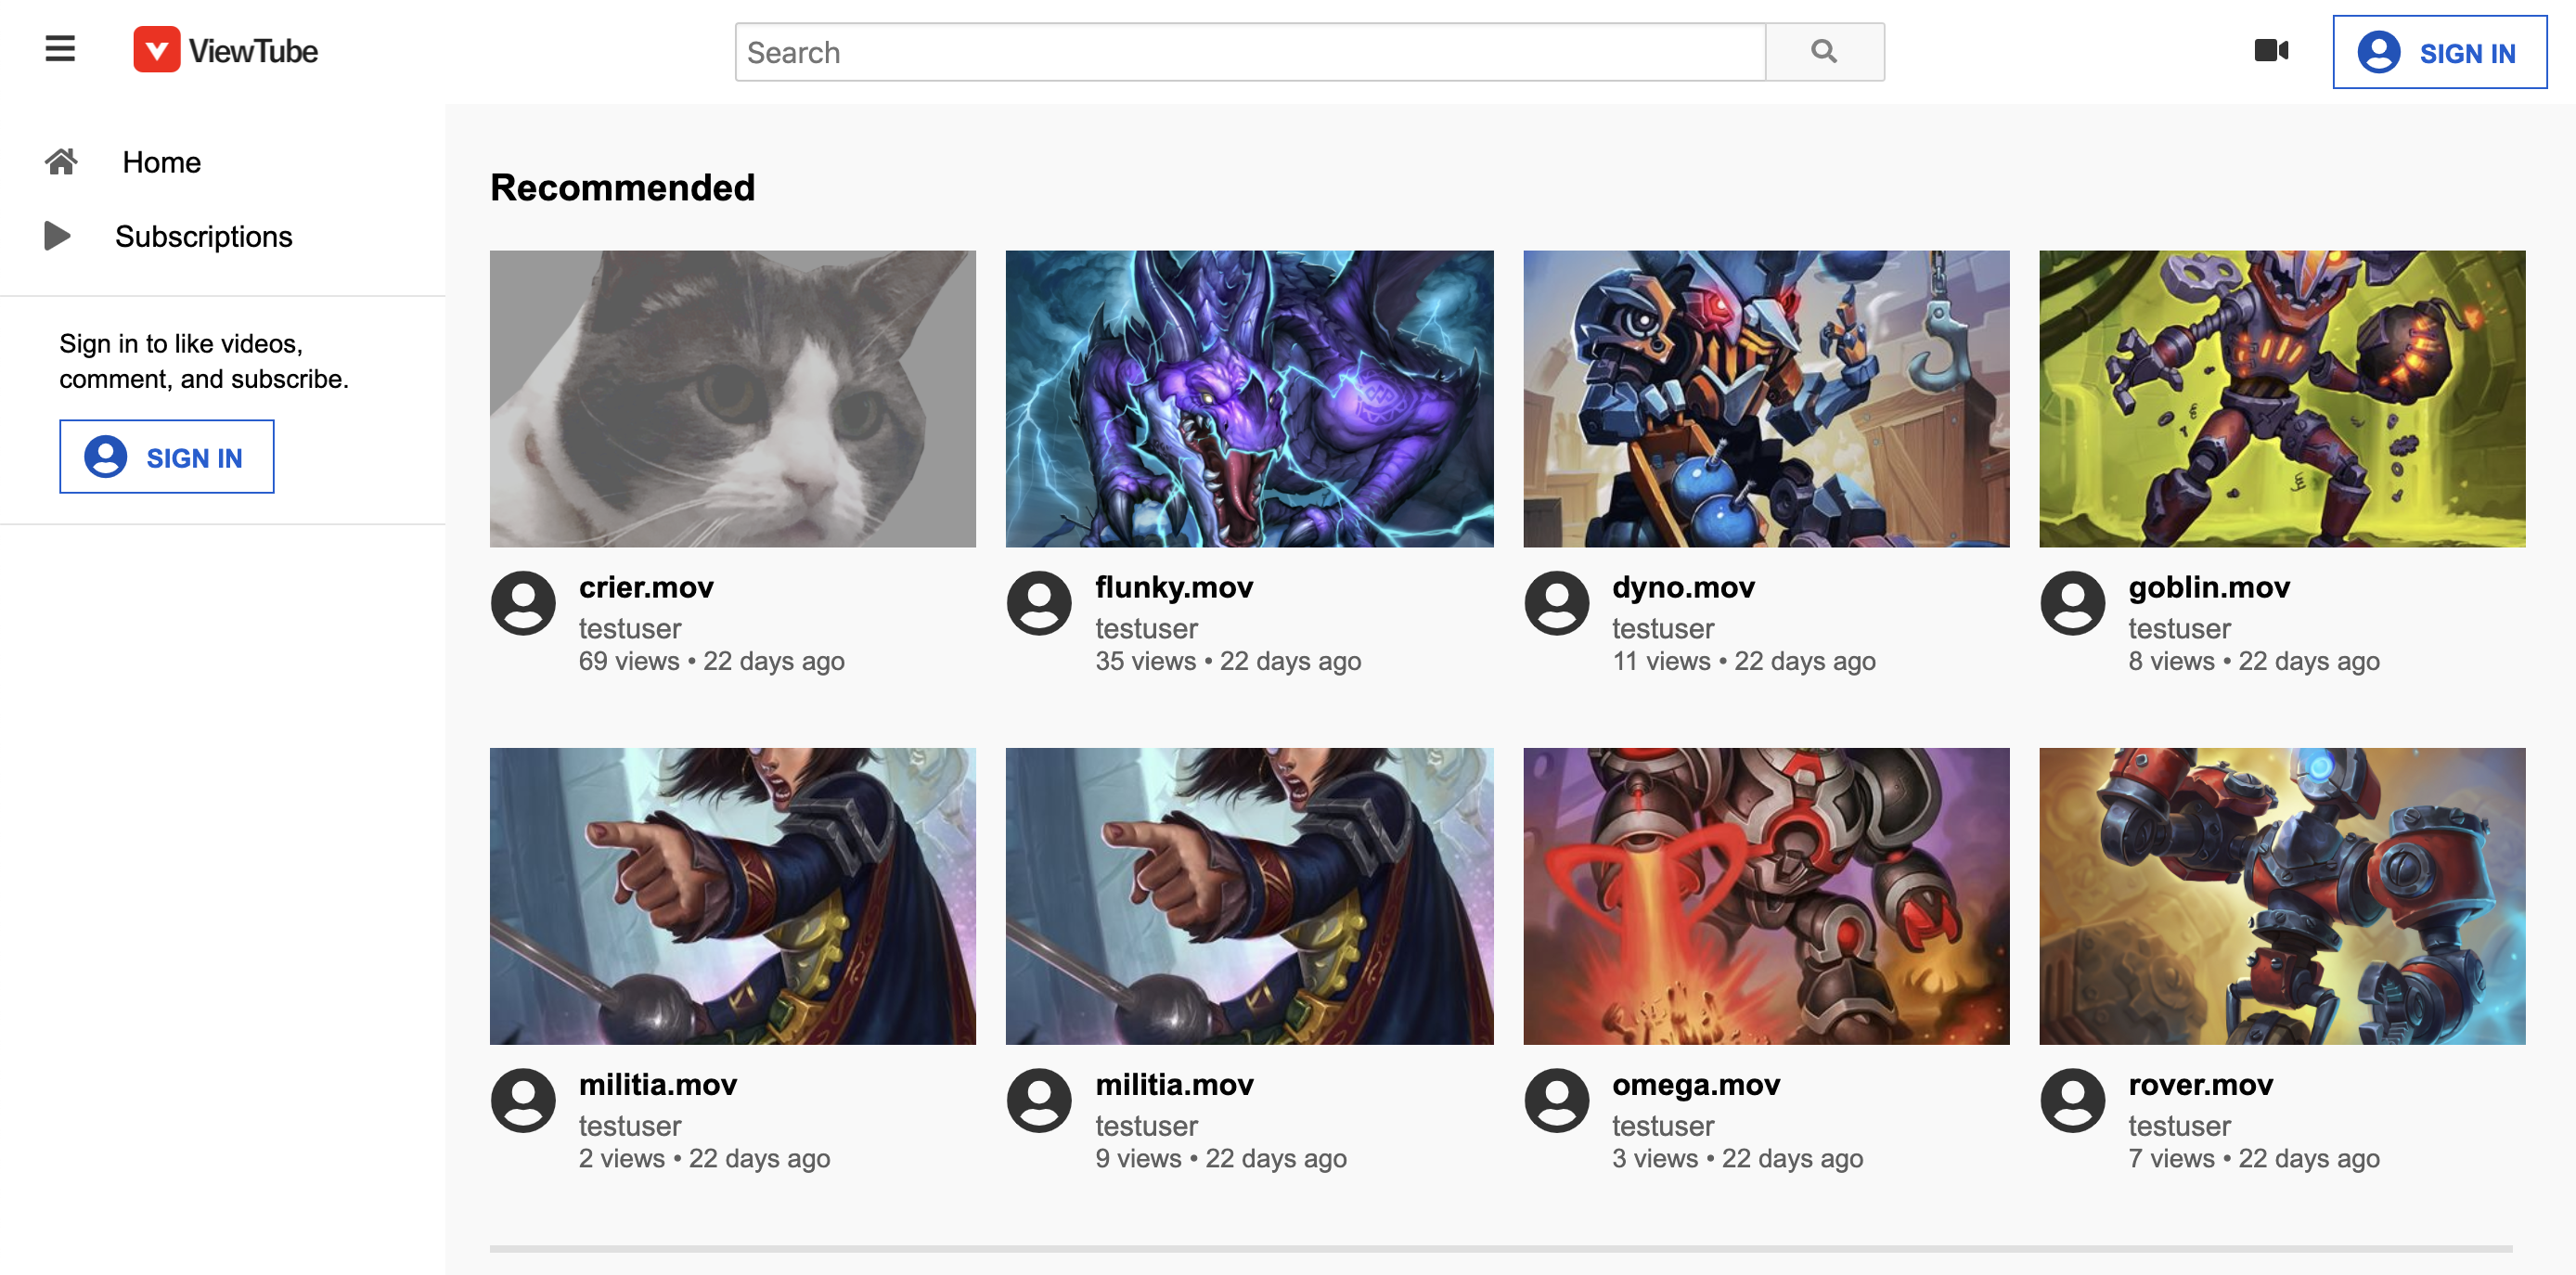 ViewTube
Search
SIGN IN
Home
Subscriptions
Sign in to like videos,
comment, and subscribe.
SIGN IN
Recommended
crier.mov
testuser
69 views • 22 days ago
flunky.mov
testuser
35 views • 22 days ago
dyno.mov
testuser
11 views • 22 days ago
goblin.mov
testuser
8 views • 22 days ago
militia.mov
testuser
2 views • 22 days ago
militia.mov
testuser
9 views • 22 days ago
omega.mov
testuser
3 views • 22 days ago
rover.mov
testuser
7 views • 22 days ago